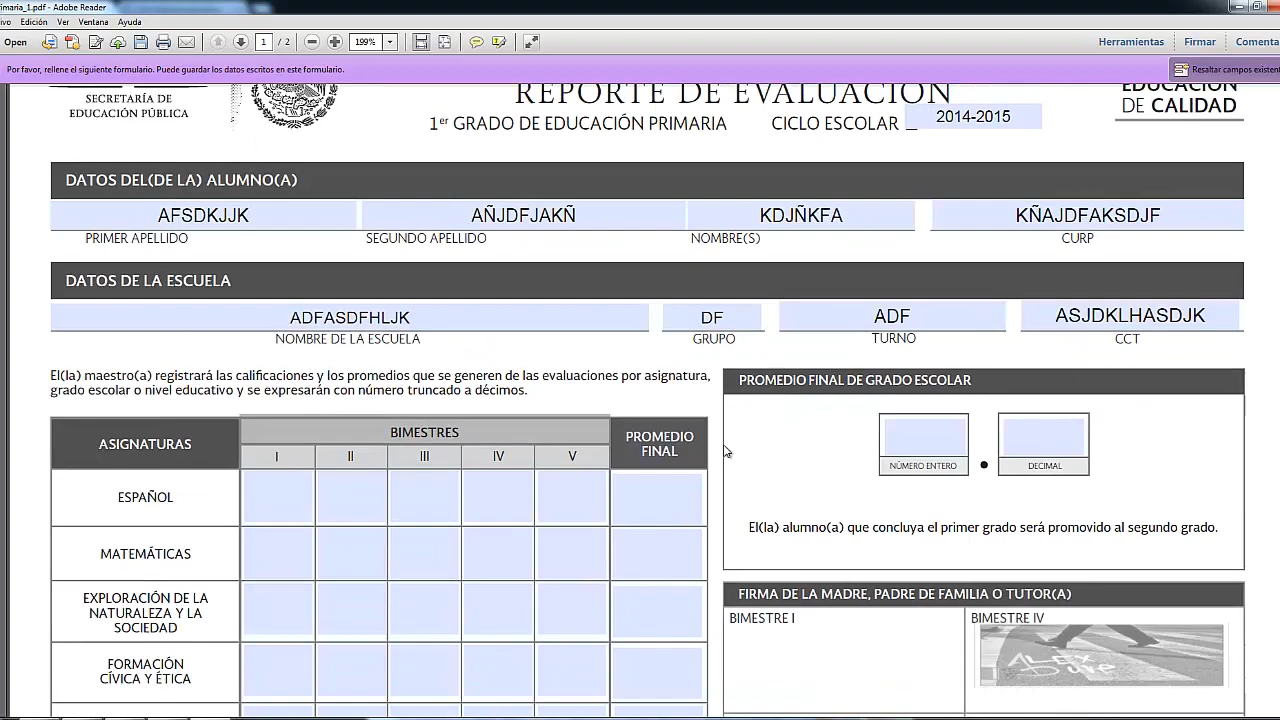 rimaria_1.pdf - Adobe Reader
ivo Edición Ver Ventana Ayuda
Open 1 / 2 199% Herramientas Firmar Comenta
Por favor, rellene el siguiente formulario. Puede guardar los datos escritos en este formulario. Resaltar campos existen
SECRETARÍA DE
EDUCACIÓN PÚBLICA
REPORTE DE EVALUACIÓN
1er GRADO DE EDUCACIÓN PRIMARIA CICLO ESCOLAR _ 2014-2015
EDUCACIÓN
DE CALIDAD
DATOS DEL(DE LA) ALUMNO(A)
AFSDKJJK AÑJDFJAKÑ KDJÑKFA KÑAJDFAKSDJF
PRIMER APELLIDO SEGUNDO APELLIDO NOMBRE(S) CURP
DATOS DE LA ESCUELA
ADFASDFHLJK DF ADF ASJDKLHASDJK
NOMBRE DE LA ESCUELA GRUPO TURNO CCT
El(la) maestro(a) registrará las calificaciones y los promedios que se generen de las evaluaciones por asignatura,
grado escolar o nivel educativo y se expresarán con número truncado a décimos.
ASIGNATURAS
BIMESTRES
I II III IV V
PROMEDIO
FINAL
ESPAÑOL
MATEMÁTICAS
EXPLORACIÓN DE LA
NATURALEZA Y LA
SOCIEDAD
FORMACIÓN
CÍVICA Y ÉTICA
PROMEDIO FINAL DE GRADO ESCOLAR
NÚMERO ENTERO DECIMAL
El(la) alumno(a) que concluya el primer grado será promovido al segundo grado.
FIRMA DE LA MADRE, PADRE DE FAMILIA O TUTOR(A)
BIMESTRE I BIMESTRE IV